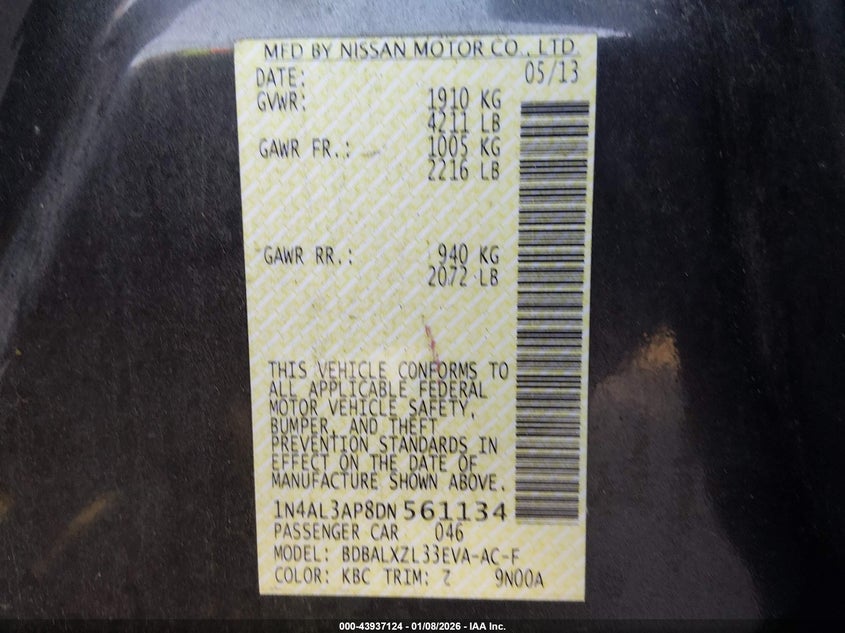 MFD BY NISSAN MOTOR CO., LTD.
DATE: 05/13
GVWR: 1910 KG
4211 LB
GAWR FR.: 1005 KG
2216 LB
GAWR RR.: 940 KG
2072 LB
THIS VEHICLE CONFORMS TO
ALL APPLICABLE FEDERAL
MOTOR VEHICLE SAFETY,
BUMPER, AND THEFT
PREVENTION STANDARDS IN
EFFECT ON THE DATE OF
MANUFACTURE SHOWN ABOVE.
1N4AL3AP8DN561134
PASSENGER CAR 046
MODEL: BDBALXZL33EVA-AC-F
COLOR: KBC TRIM: Z 9N00A
000-43937124 - 01/08/2026 - IAA Inc.